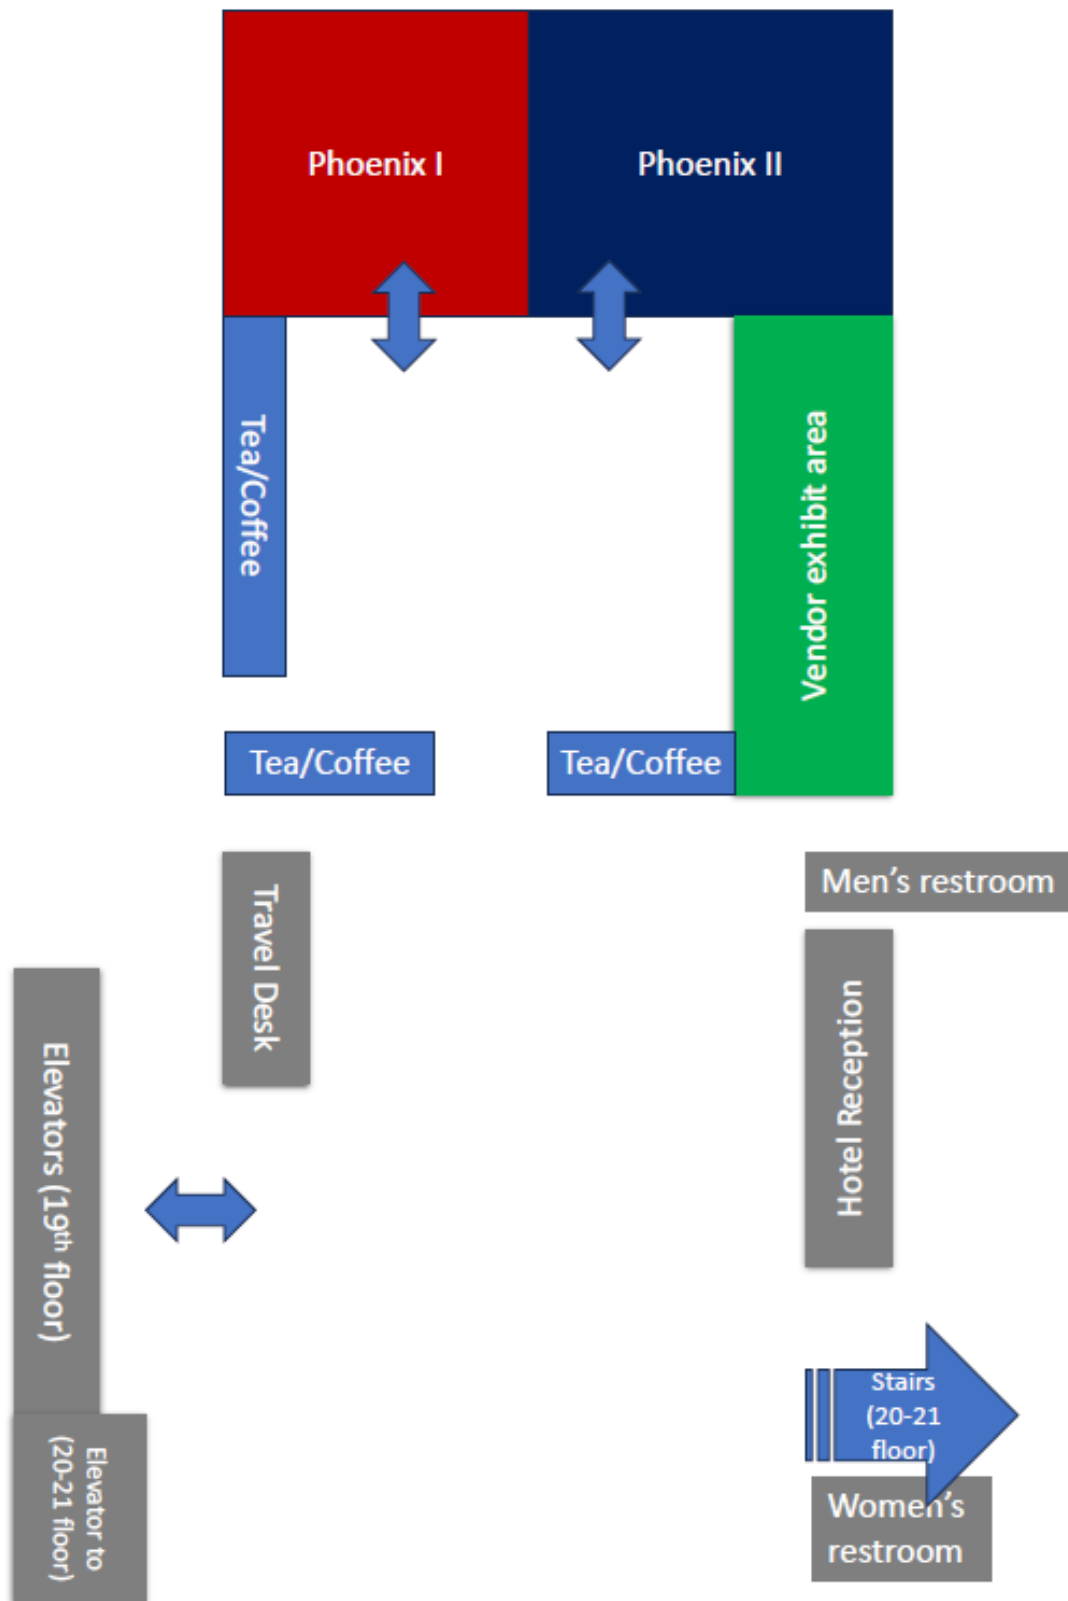 Phoenix I
Phoenix II
Tea/Coffee
Vendor exhibit area
Tea/Coffee
Tea/Coffee
Travel Desk
Men’s restroom
Hotel Reception
Elevators (19th floor)
Stairs
(20-21
floor)
Elevator to
(20-21 floor)
Women’s
restroom